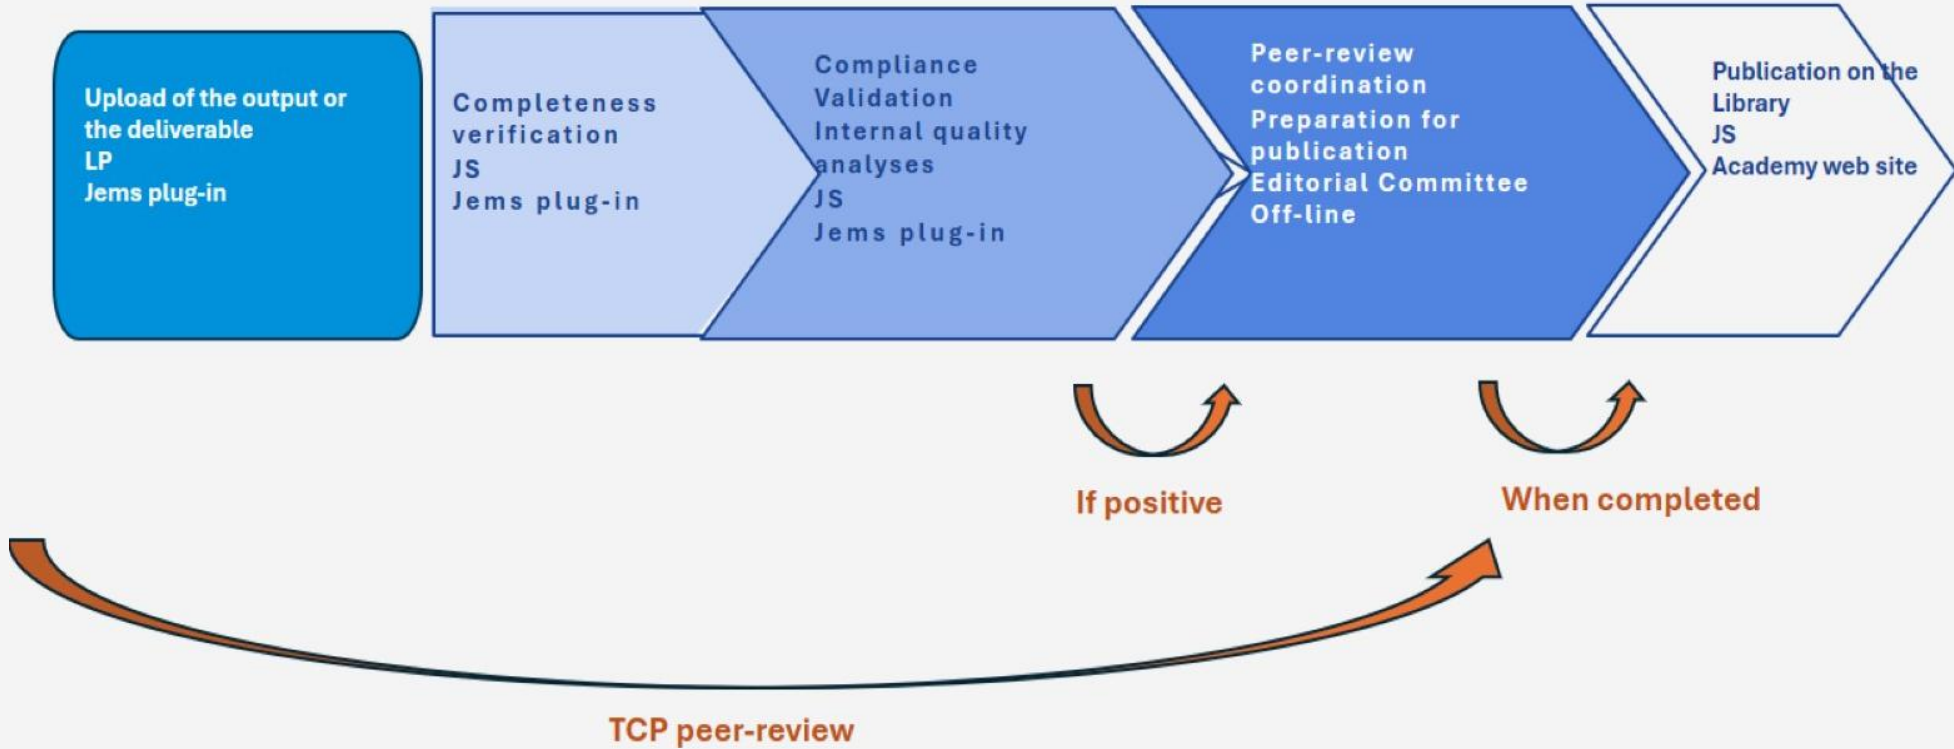 Upload of the output or
the deliverable
LP
Jems plug-in
Completeness
verification
JS
Jems plug-in
Compliance
Validation
Internal quality
analyses
JS
Jems plug-in
Peer-review
coordination
Preparation for
publication
Editorial Committee
Off-line
Publication on the
Library
JS
Academy web site
If positive
When completed
TCP peer-review